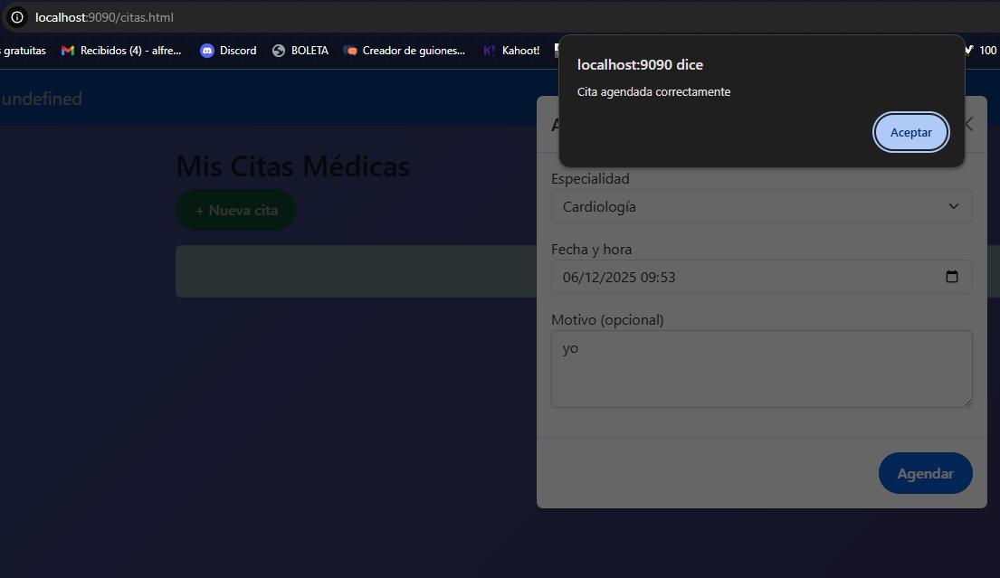 localhost:9090/citas.html
s gratuitas
Recibidos (4) - alfre...
Discord
BOLETA
Creador de guiones...
Kahoot!
100
localhost:9090 dice
Cita agendada correctamente
Aceptar
undefined
Mis Citas Médicas
+ Nueva cita
A
Especialidad
Cardiología
Fecha y hora
06/12/2025 09:53
Motivo (opcional)
yo
Agendar